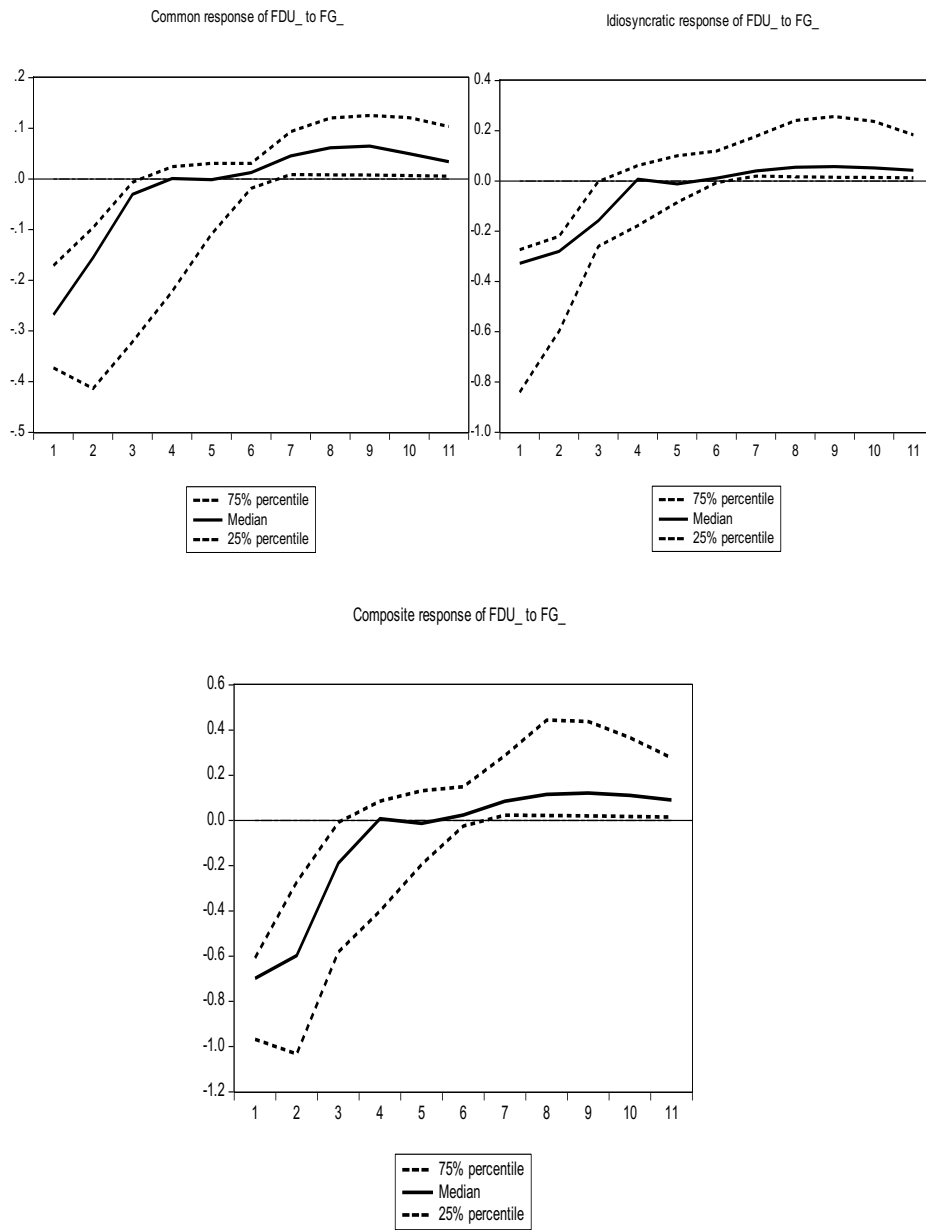 Common response of FDU_ to FG_
.2
.1
.0
-.1
-.2
-.3
-.4
-.5
1 2 3 4 5 6 7 8 9 10 11
75% percentile
Median
25% percentile
Idiosyncratic response of FDU_ to FG_
0.4
0.2
0.0
-0.2
-0.4
-0.6
-0.8
-1.0
1 2 3 4 5 6 7 8 9 10 11
75% percentile
Median
25% percentile
Composite response of FDU_ to FG_
0.6
0.4
0.2
0.0
-0.2
-0.4
-0.6
-0.8
-1.0
-1.2
1 2 3 4 5 6 7 8 9 10 11
75% percentile
Median
25% percentile